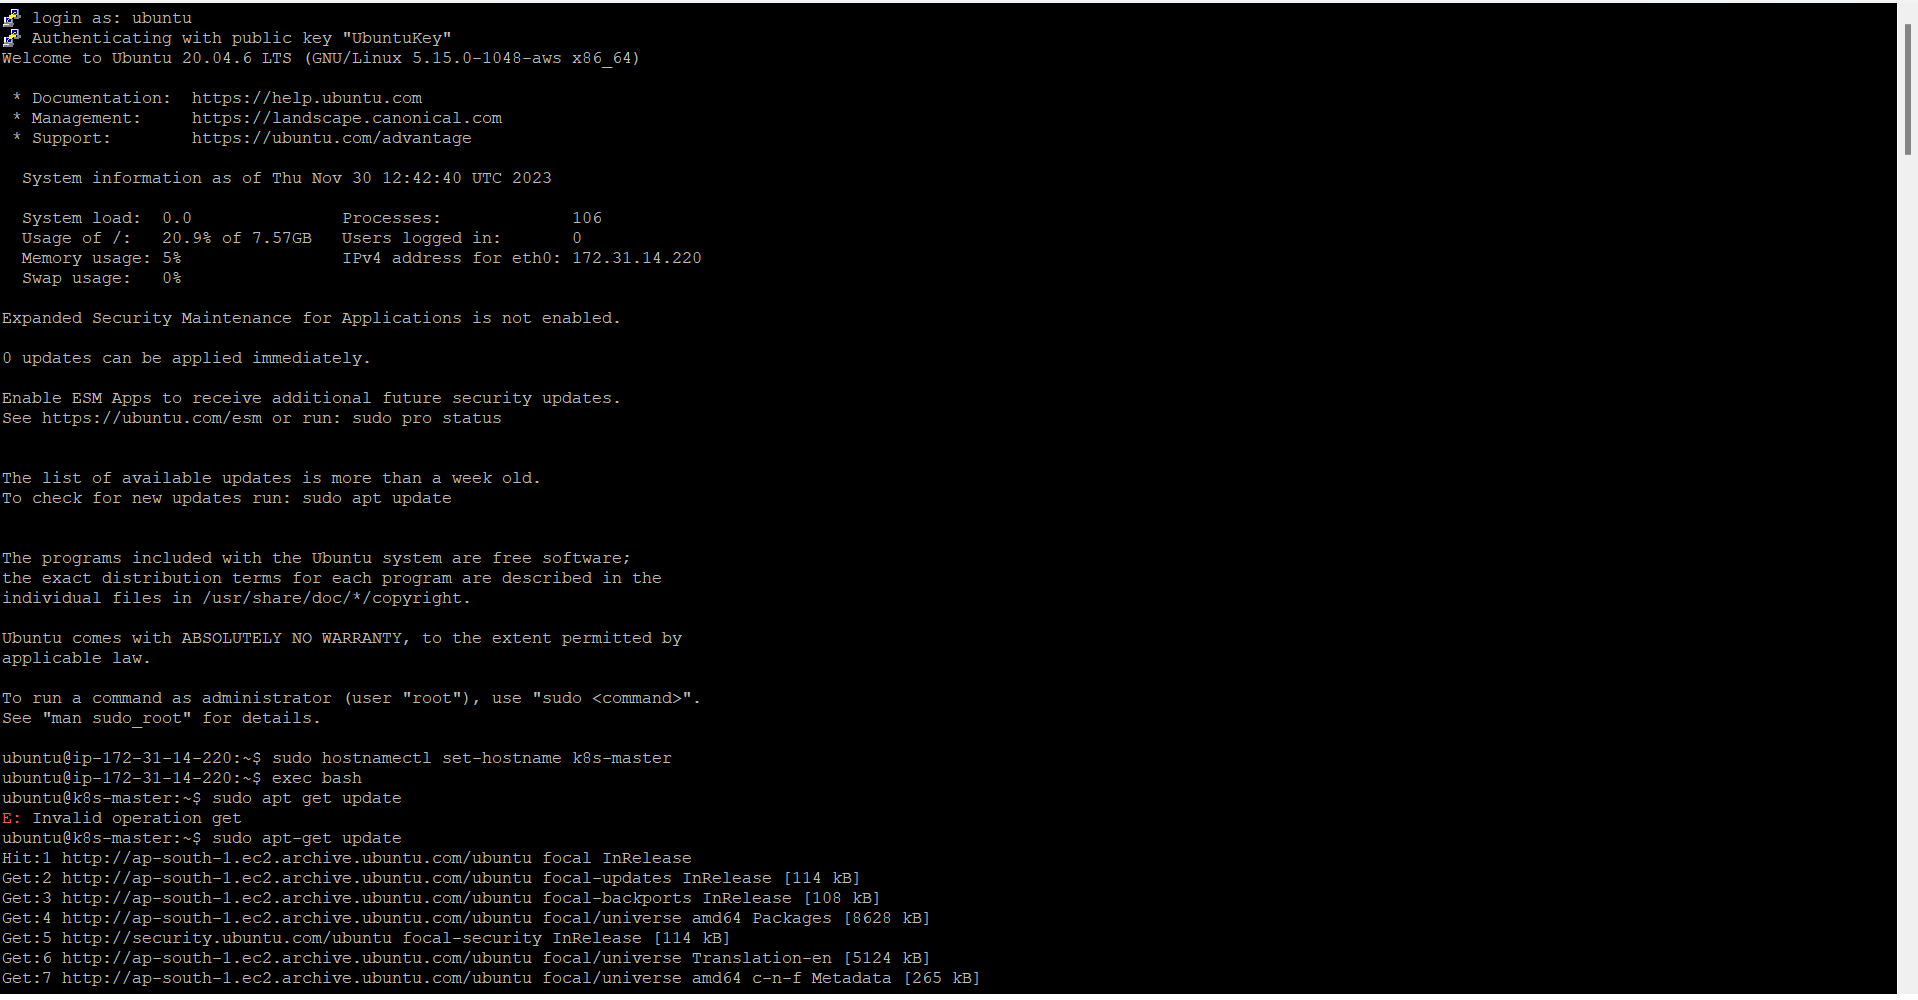 login as: ubuntu
Authenticating with public key "UbuntuKey"
Welcome to Ubuntu 20.04.6 LTS (GNU/Linux 5.15.0-1048-aws x86_64)
* Documentation:  https://help.ubuntu.com
* Management:     https://landscape.canonical.com
* Support:        https://ubuntu.com/advantage
System information as of Thu Nov 30 12:42:40 UTC 2023
System load:  0.0               Processes:             106
Usage of /:   20.9% of 7.57GB   Users logged in:       0
Memory usage: 5%                IPv4 address for eth0: 172.31.14.220
Swap usage:   0%
Expanded Security Maintenance for Applications is not enabled.
0 updates can be applied immediately.
Enable ESM Apps to receive additional future security updates.
See https://ubuntu.com/esm or run: sudo pro status
The list of available updates is more than a week old.
To check for new updates run: sudo apt update
The programs included with the Ubuntu system are free software;
the exact distribution terms for each program are described in the
individual files in /usr/share/doc/*/copyright.
Ubuntu comes with ABSOLUTELY NO WARRANTY, to the extent permitted by
applicable law.
To run a command as administrator (user "root"), use "sudo <command>".
See "man sudo_root" for details.
ubuntu@ip-172-31-14-220:~$ sudo hostnamectl set-hostname k8s-master
ubuntu@ip-172-31-14-220:~$ exec bash
ubuntu@k8s-master:~$ sudo apt get update
E: Invalid operation get
ubuntu@k8s-master:~$ sudo apt-get update
Hit:1 http://ap-south-1.ec2.archive.ubuntu.com/ubuntu focal InRelease
Get:2 http://ap-south-1.ec2.archive.ubuntu.com/ubuntu focal-updates InRelease [114 kB]
Get:3 http://ap-south-1.ec2.archive.ubuntu.com/ubuntu focal-backports InRelease [108 kB]
Get:4 http://ap-south-1.ec2.archive.ubuntu.com/ubuntu focal/universe amd64 Packages [8628 kB]
Get:5 http://security.ubuntu.com/ubuntu focal-security InRelease [114 kB]
Get:6 http://ap-south-1.ec2.archive.ubuntu.com/ubuntu focal/universe Translation-en [5124 kB]
Get:7 http://ap-south-1.ec2.archive.ubuntu.com/ubuntu focal/universe amd64 c-n-f Metadata [265 kB]